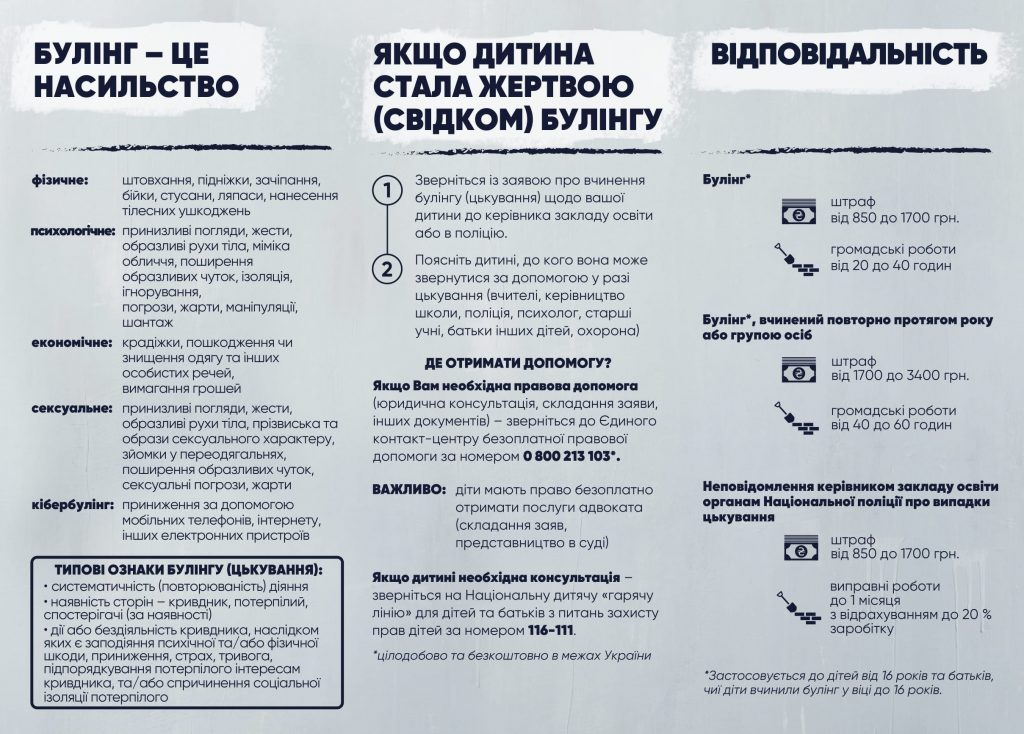 БУЛІНГ – ЦЕ
НАСИЛЬСТВО
фізичне: штовхання, підніжки, зачіпання,
бійки, стусани, ляпаси, нанесення
тілесних ушкоджень
психологічне: принизливі погляди, жести,
образливі рухи тіла, міміка
обличчя, поширення
образливих чуток, ізоляція,
ігнорування,
погрози, жарти, маніпуляції,
шантаж
економічне: крадіжки, пошкодження чи
знищення одягу та інших
особистих речей,
вимагання грошей
сексуальне: принизливі погляди, жести,
образливі рухи тіла, прізвиська та
образи сексуального характеру,
зйомки у переодягальнях,
поширення образливих чуток,
сексуальні погрози, жарти
кібербулінг: приниження за допомогою
мобільних телефонів, інтернету,
інших електронних пристроїв
ТИПОВІ ОЗНАКИ БУЛІНГУ (ЦЬКУВАННЯ):
• систематичність (повторюваність) діяння
• наявність сторін – кривдник, потерпілий,
спостерігачі (за наявності)
• дії або бездіяльність кривдника, наслідком
яких є заподіяння психічної та/або фізичної
шкоди, приниження, страх, тривога,
підпорядкування потерпілого інтересам
кривдника, та/або спричинення соціальної
ізоляції потерпілого
ЯКЩО ДИТИНА
СТАЛА ЖЕРТВОЮ
(СВІДКОМ) БУЛІНГУ
1 Зверніться із заявою про вчинення
булінгу (цькування) щодо вашої
дитини до керівника закладу освіти
або в поліцію.
2 Поясніть дитині, до кого вона може
звернутися за допомогою у разі
цькування (вчителі, керівництво
школи, поліція, психолог, старші
учні, батьки інших дітей, охорона)
ДЕ ОТРИМАТИ ДОПОМОГУ?
Якщо Вам необхідна правова допомога
(юридична консультація, складання заяви,
інших документів) – зверніться до Єдиного
контакт-центру безоплатної правової
допомоги за номером 0 800 213 103*.
ВАЖЛИВО: діти мають право безоплатно
отримати послуги адвоката
(складання заяв,
представництво в суді)
Якщо дитині необхідна консультація –
зверніться на Національну дитячу «гарячу
лінію” для дітей та батьків з питань захисту
прав дітей за номером 116-111.
*цілодобово та безкоштовно в межах України
ВІДПОВІДАЛЬНІСТЬ
Булінг*
штраф
від 850 до 1700 грн.
громадські роботи
від 20 до 40 годин
Булінг*, вчинений повторно протягом року
або групою осіб
штраф
від 1700 до 3400 грн.
громадські роботи
від 40 до 60 годин
Неповідомлення керівником закладу освіти
органам Національної поліції про випадки
цькування
штраф
від 850 до 1700 грн.
виправні роботи
до 1 місяця
з відрахуванням до 20 %
заробітку
*Застосовується до дітей від 16 років та батьків,
чиї діти вчинили булінг у віці до 16 років.